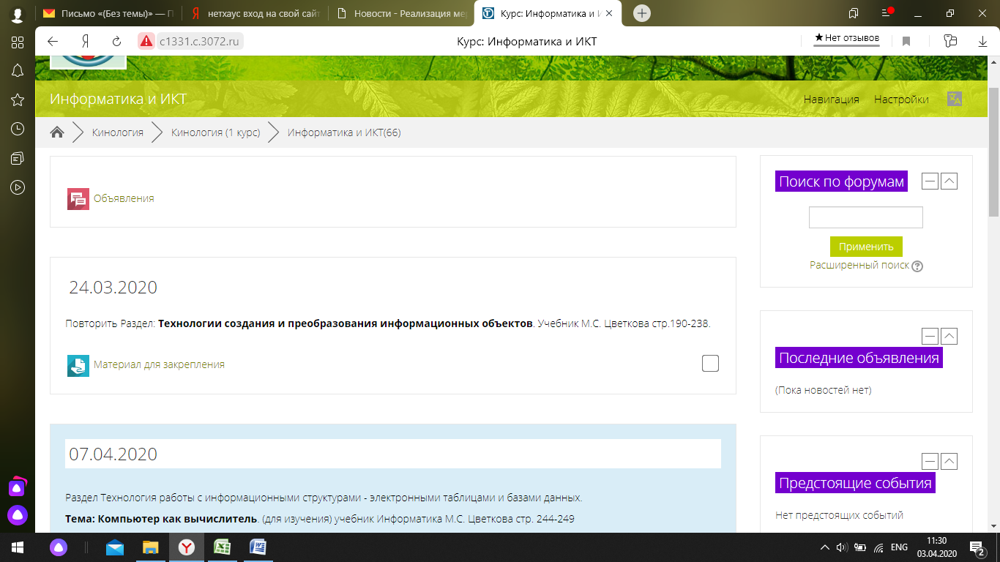 Письмо «(Без темы)» — П
нетхаус вход на свой сайт
Новости - Реализация мер
Курс: Информатика и И
c1331.c.3072.ru
Курс: Информатика и ИКТ
★ Нет отзывов
Информатика и ИКТ
Навигация
Настройки
Кинология
Кинология (1 курс)
Информатика и ИКТ(66)
Объявления
24.03.2020
Повторить Раздел: Технологии создания и преобразования информационных объектов. Учебник М.С. Цветкова стр.190-238.
Материал для закрепления
07.04.2020
Раздел Технология работы с информационными структурами - электронными таблицами и базами данных.
Тема: Компьютер как вычислитель. (для изучения) учебник Информатика М.С. Цветкова стр. 244-249
Поиск по форумам
Применить
Расширенный поиск
Последние объявления
(Пока новостей нет)
Предстоящие события
Нет предстоящих событий
ENG
11:30
03.04.2020
2